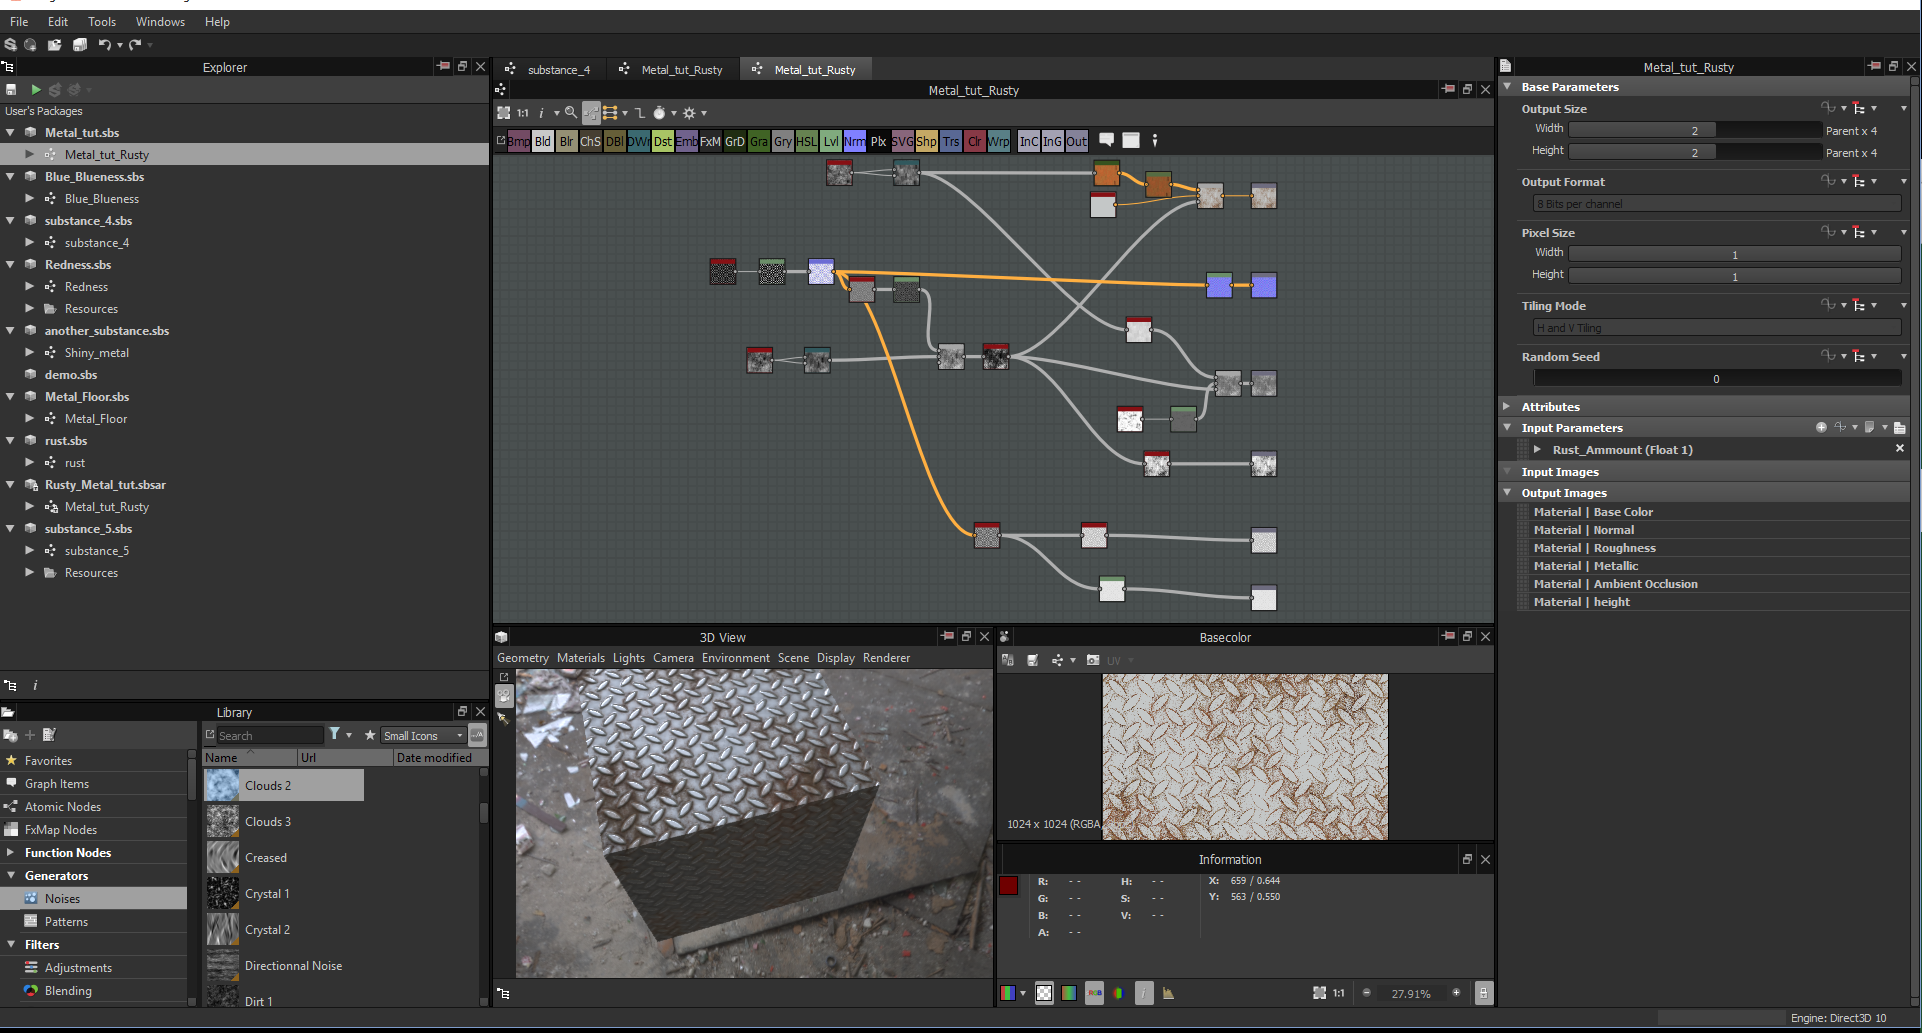 File Edit Tools Windows Help
Explorer
User's Packages
Metal_tut.sbs
Metal_tut_Rusty
Blue_Blueness.sbs
Blue_Blueness
substance_4.sbs
substance_4
Redness.sbs
Redness
Resources
another_substance.sbs
Shiny_metal
demo.sbs
Metal_Floor.sbs
Metal_Floor
rust.sbs
rust
Rusty_Metal_tut.sbsar
Metal_tut_Rusty
substance_5.sbs
substance_5
Resources
i
Library
Search
Small Icons
Name Url Date modified
Favorites
Graph Items
Atomic Nodes
FxMap Nodes
Function Nodes
Generators
Noises
Patterns
Filters
Adjustments
Blending
Clouds 2
Clouds 3
Creased
Crystal 1
Crystal 2
Directionnal Noise
Dirt 1
substance_4 Metal_tut_Rusty Metal_tut_Rusty
Metal_tut_Rusty
1:1 i
Bmp Bld Blr ChS DBl DWr Dst Emb FxM GrD Gra Gry HSL Lvl Nrm Plx SVG Shp Trs Clr Wrp InC InG Out
3D View
Geometry Materials Lights Camera Environment Scene Display Renderer
Basecolor
UV
1024 x 1024 (RGBA,
Information
R: -- H: -- X: 659 / 0.644
G: -- S: -- Y: 563 / 0.550
B: -- V: --
A: --
1:1 27.91%
Metal_tut_Rusty
Base Parameters
Output Size
Width 2 Parent x 4
Height 2 Parent x 4
Output Format
8 Bits per channel
Pixel Size
Width 1
Height 1
Tiling Mode
H and V Tiling
Random Seed
0
Attributes
Input Parameters
Rust_Ammount (Float 1)
Input Images
Output Images
Material | Base Color
Material | Normal
Material | Roughness
Material | Metallic
Material | Ambient Occlusion
Material | height
Engine: Direct3D 10